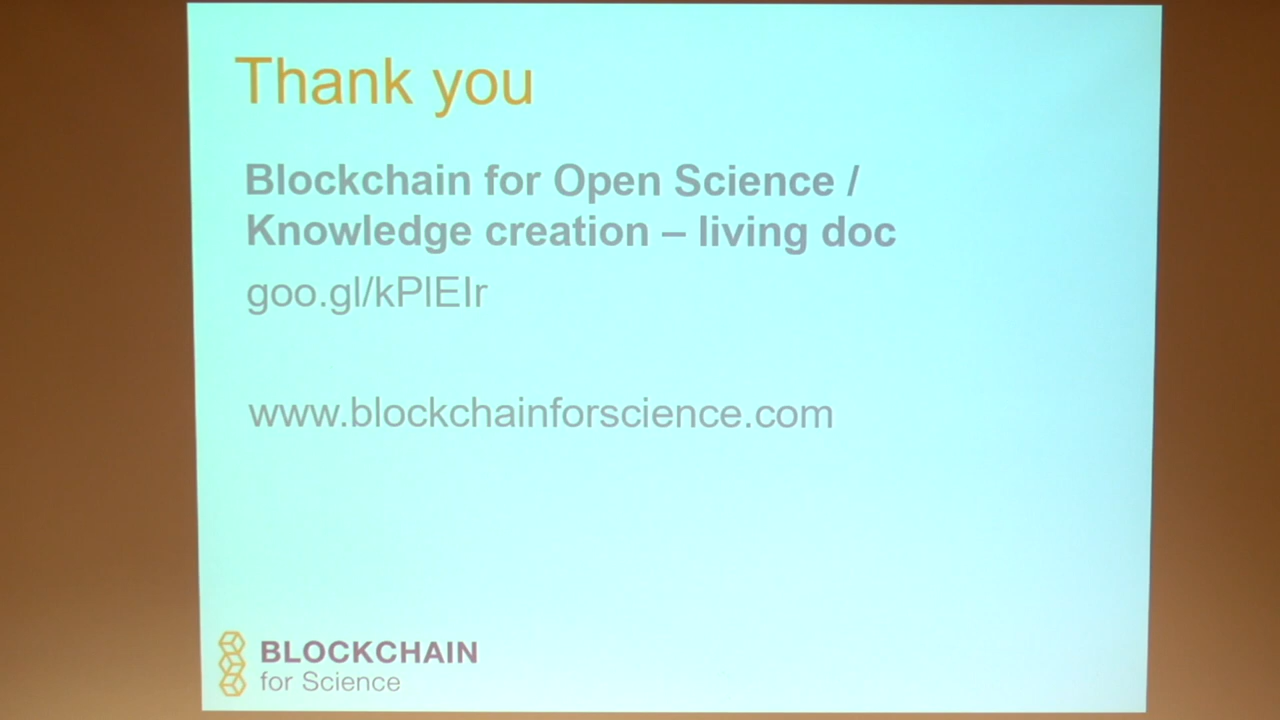 Thank you
Blockchain for Open Science /
Knowledge creation – living doc
goo.gl/kPlEIr
www.blockchainforscience.com
BLOCKCHAIN
for Science